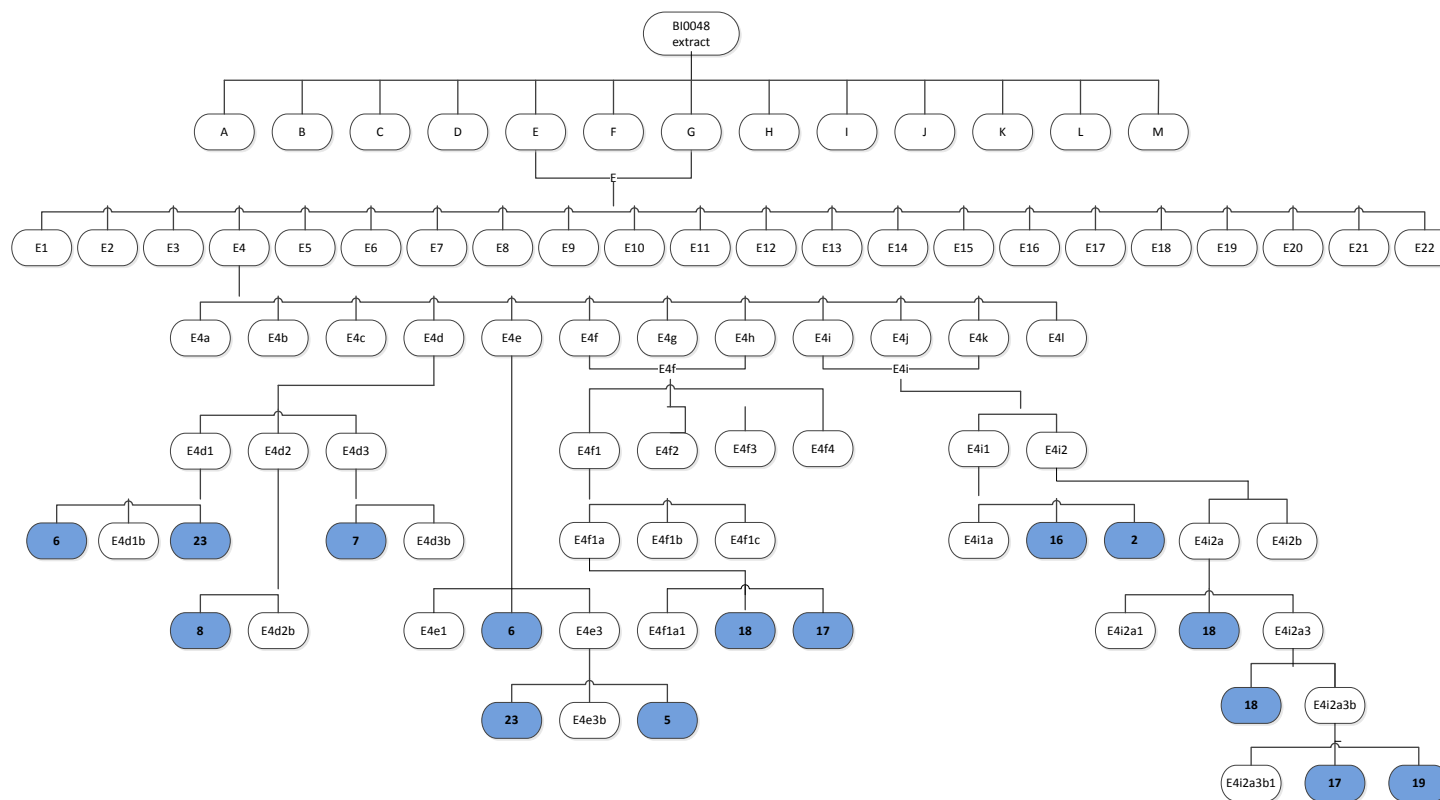 BI0048
extract
A B C D E F G H I J K L M
E
E1 E2 E3 E4 E5 E6 E7 E8 E9 E10 E11 E12 E13 E14 E15 E16 E17 E18 E19 E20 E21 E22
E4a E4b E4c E4d E4e E4f E4g E4h E4i E4j E4k E4l
E4f E4i
E4d1 E4d2 E4d3 E4f1 E4f2 E4f3 E4f4 E4i1 E4i2
6 E4d1b 23 7 E4d3b E4f1a E4f1b E4f1c E4i1a 16 2 E4i2a E4i2b
8 E4d2b E4e1 6 E4e3 E4f1a1 18 17 E4i2a1 18 E4i2a3
23 E4e3b 5 18 E4i2a3b
E4i2a3b1 17 19